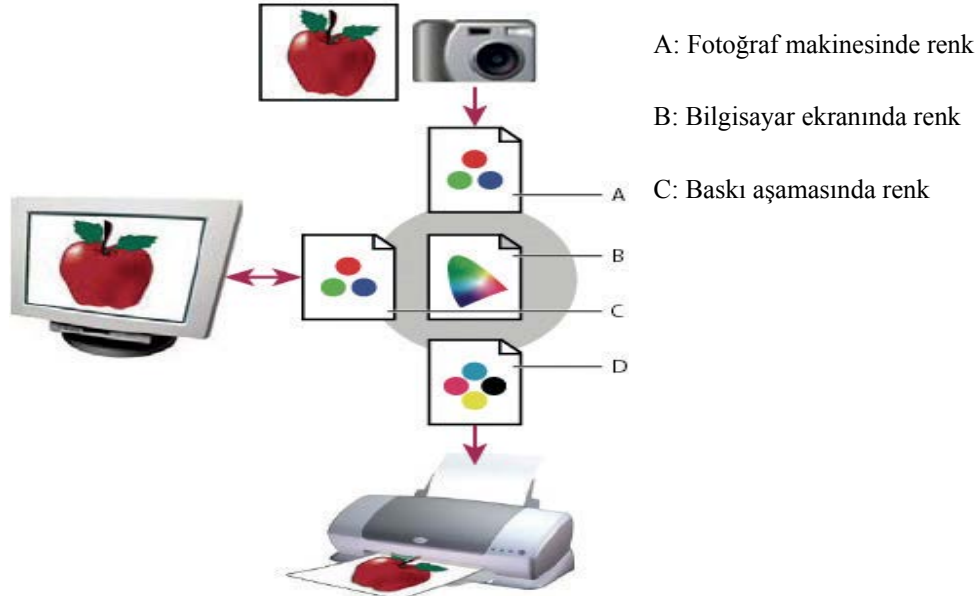 A: Fotoğraf makinesinde renk
B: Bilgisayar ekranında renk
C: Baskı aşamasında renk
A
B
C
D